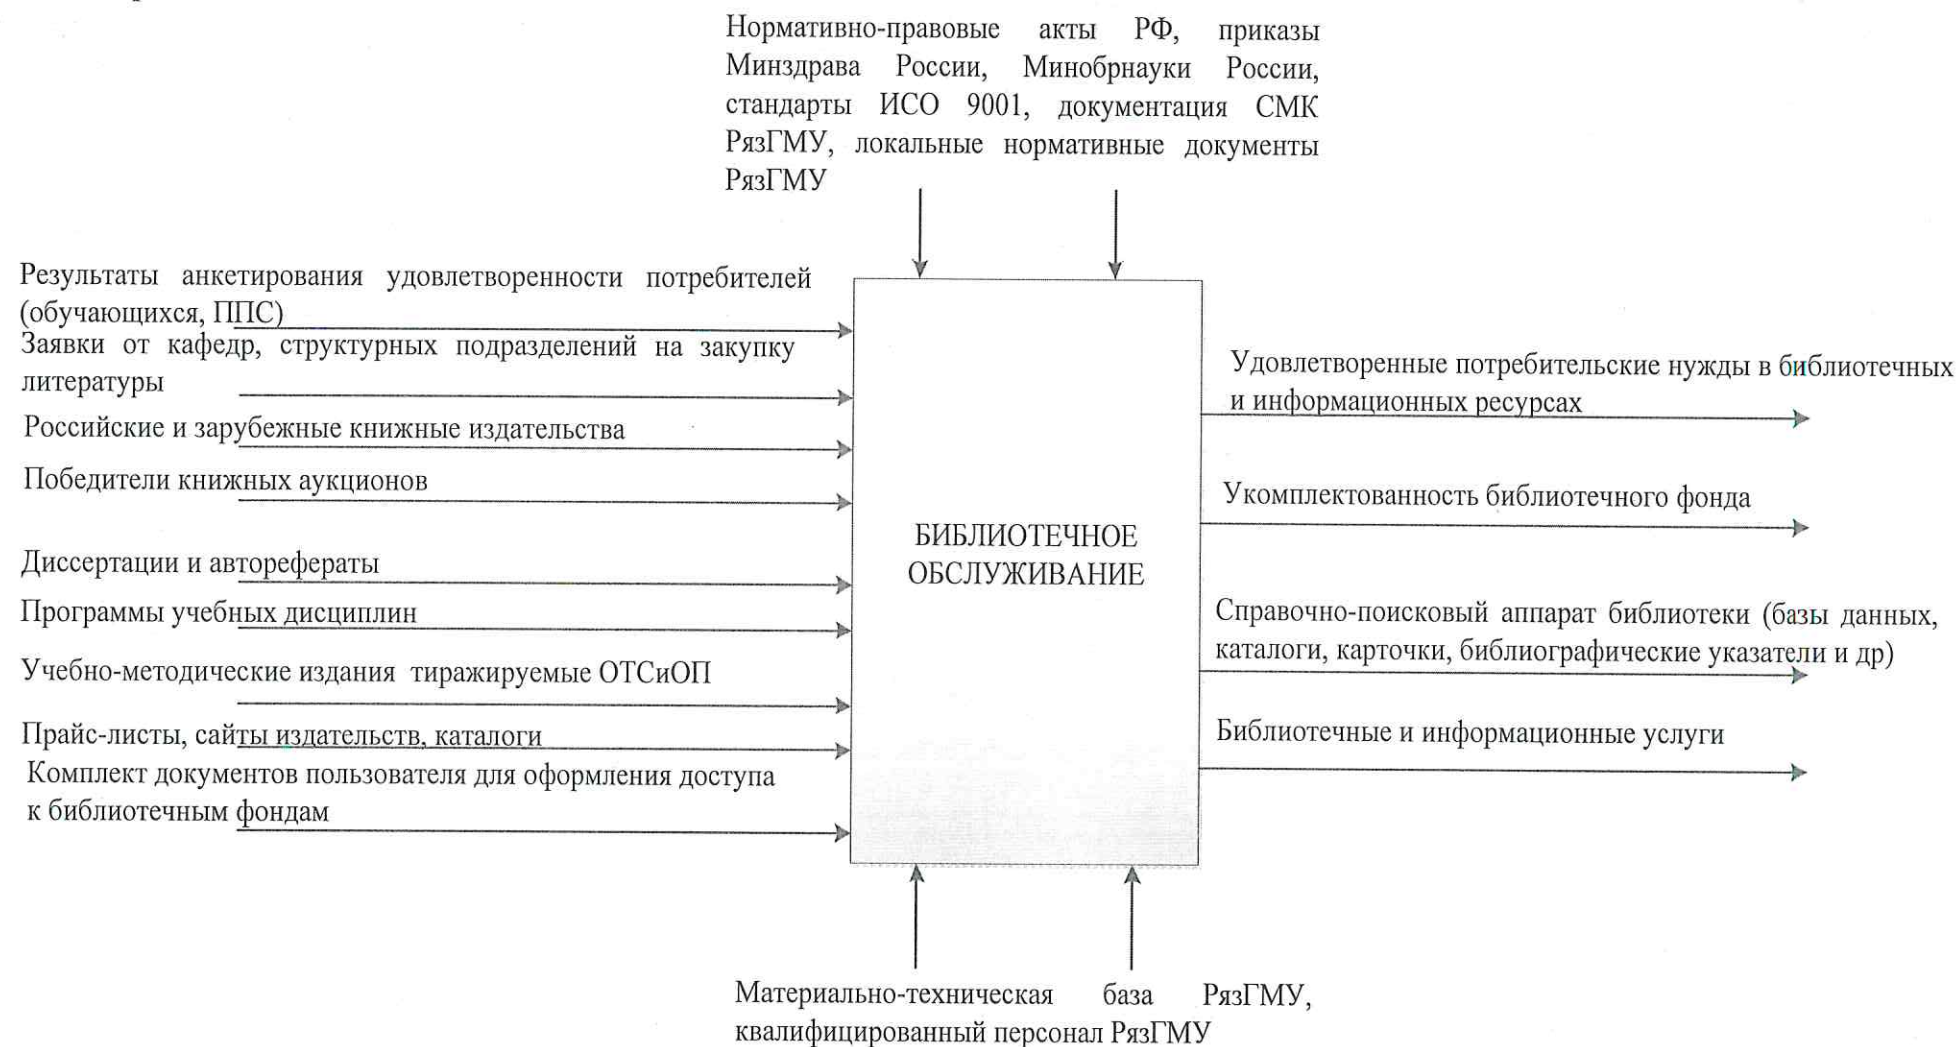 Нормативно-правовые акты РФ, приказы
Минздрава России, Минобрнауки России,
стандарты ИСО 9001, документация СМК
РязГМУ, локальные нормативные документы
РязГМУ
Результаты анкетирования удовлетворенности потребителей
(обучающихся, ППС)
Заявки от кафедр, структурных подразделений на закупку
литературы
Российские и зарубежные книжные издательства
Победители книжных аукционов
Диссертации и авторефераты
Программы учебных дисциплин
Учебно-методические издания тиражируемые ОТСиОП
Прайс-листы, сайты издательств, каталоги
Комплект документов пользователя для оформления доступа
к библиотечным фондам
БИБЛИОТЕЧНОЕ
ОБСЛУЖИВАНИЕ
Удовлетворенные потребительские нужды в библиотечных
и информационных ресурсах
Укомплектованность библиотечного фонда
Справочно-поисковый аппарат библиотеки (базы данных,
каталоги, карточки, библиографические указатели и др)
Библиотечные и информационные услуги
Материально-техническая база РязГМУ,
квалифицированный персонал РязГМУ